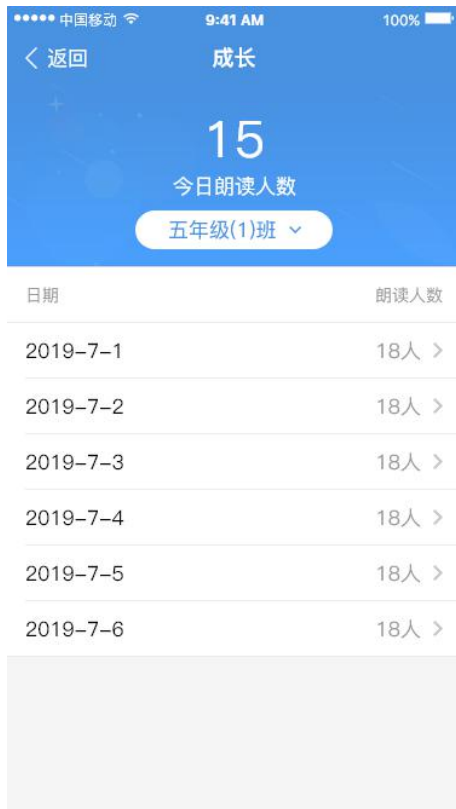 中国移动 9:41 AM 100%
返回 成长
15
今日朗读人数
五年级(1)班
日期 朗读人数
2019-7-1 18人
2019-7-2 18人
2019-7-3 18人
2019-7-4 18人
2019-7-5 18人
2019-7-6 18人